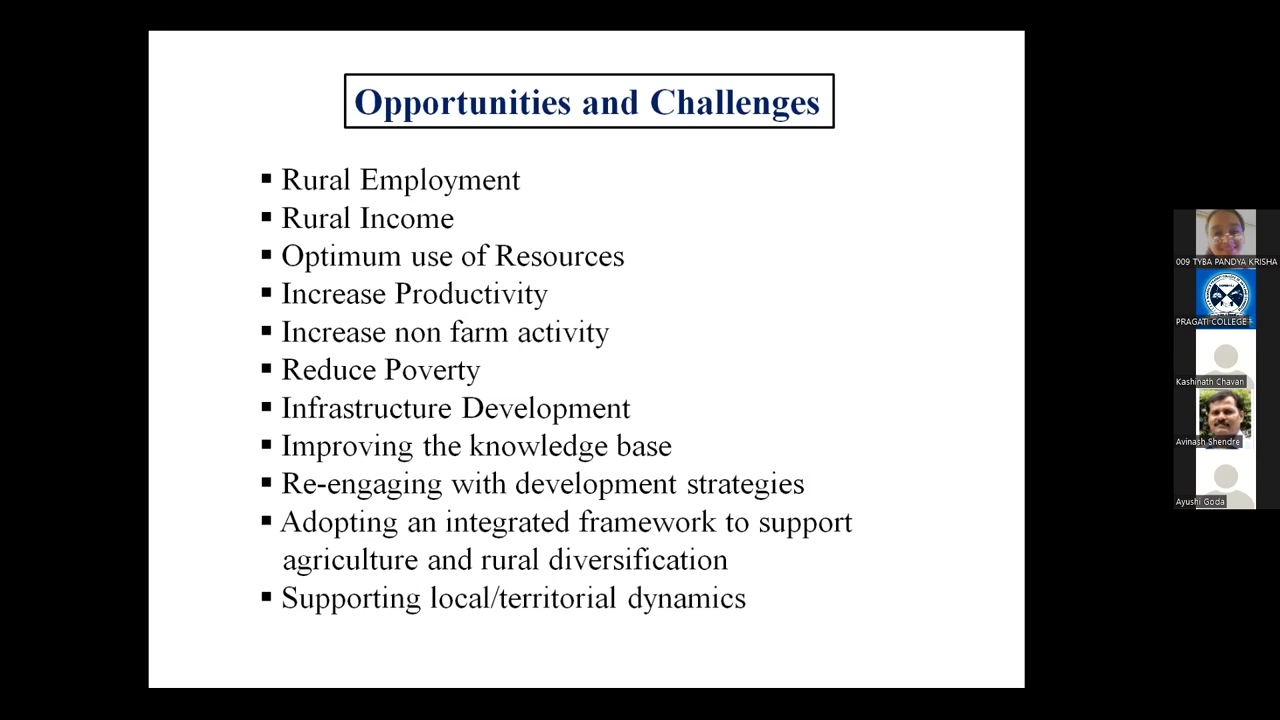 Opportunities and Challenges
▪ Rural Employment
▪ Rural Income
▪ Optimum use of Resources
▪ Increase Productivity
▪ Increase non farm activity
▪ Reduce Poverty
▪ Infrastructure Development
▪ Improving the knowledge base
▪ Re-engaging with development strategies
▪ Adopting an integrated framework to support
agriculture and rural diversification
▪ Supporting local/territorial dynamics
009 TYBA PANDYA KRISHA
PRAGATI COLLEGE
Kashinath Chavan
Avinash Shendre
Ayushi Goda